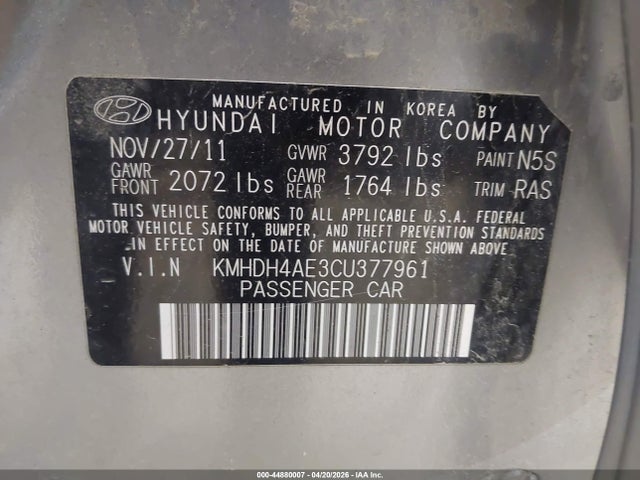 MANUFACTURED IN KOREA BY
HYUNDAI MOTOR COMPANY
NOV/27/11 GVWR 3792 lbs PAINT N5S
GAWR FRONT 2072 lbs GAWR REAR 1764 lbs TRIM RAS
THIS VEHICLE CONFORMS TO ALL APPLICABLE U.S.A. FEDERAL
MOTOR VEHICLE SAFETY, BUMPER, AND THEFT PREVENTION STANDARDS
IN EFFECT ON THE DATE OF MANUFACTURE SHOWN ABOVE.
V.I.N KMHDH4AE3CU377961
PASSENGER CAR
000-44880007 - 04/20/2026 - IAAI.COM